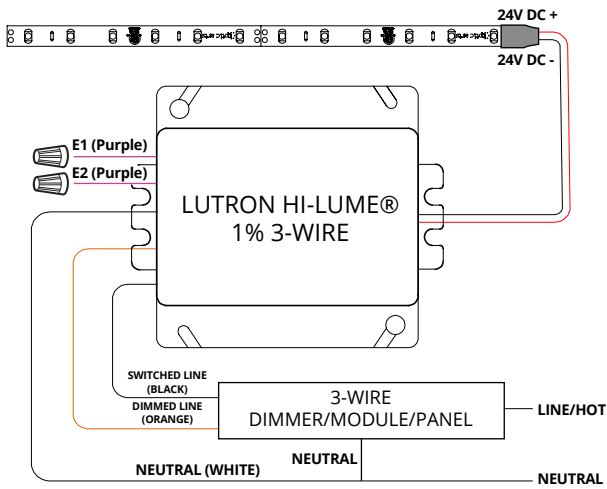 24V DC +
24V DC -
E1 (Purple)
E2 (Purple)
LUTRON HI-LUME®
1% 3-WIRE
SWITCHED LINE
(BLACK)
DIMMED LINE
(ORANGE)
3-WIRE
DIMMER/MODULE/PANEL
LINE/HOT
NEUTRAL
NEUTRAL (WHITE)
NEUTRAL